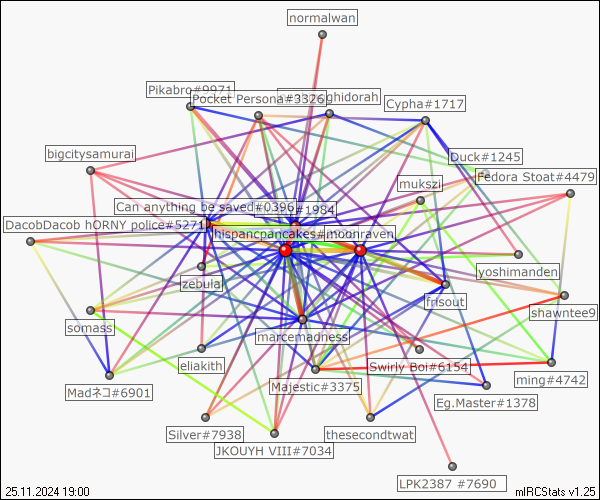 normalwan
Pikabro#9971
ghidorah
Pocket Persona#3326
Cypha#1717
bigcitysamurai
Duck#1245
Fedora Stoat#4479
mukszi
Can anything be saved#0396
#1984
DacobDacob hORNY police#5271
hispancpancakes#
moonraven
yoshimanden
zebula
frisout
shawntee9
somass
marcemadness
eliakith
Swirly Boi#6154
ming#4742
Majestic#3375
Madネコ#6901
Eg.Master#1378
Silver#7938
thesecondtwat
JKOUYH VIII#7034
LPK2387 #7690
25.11.2024 19:00
mIRCStats v1.25